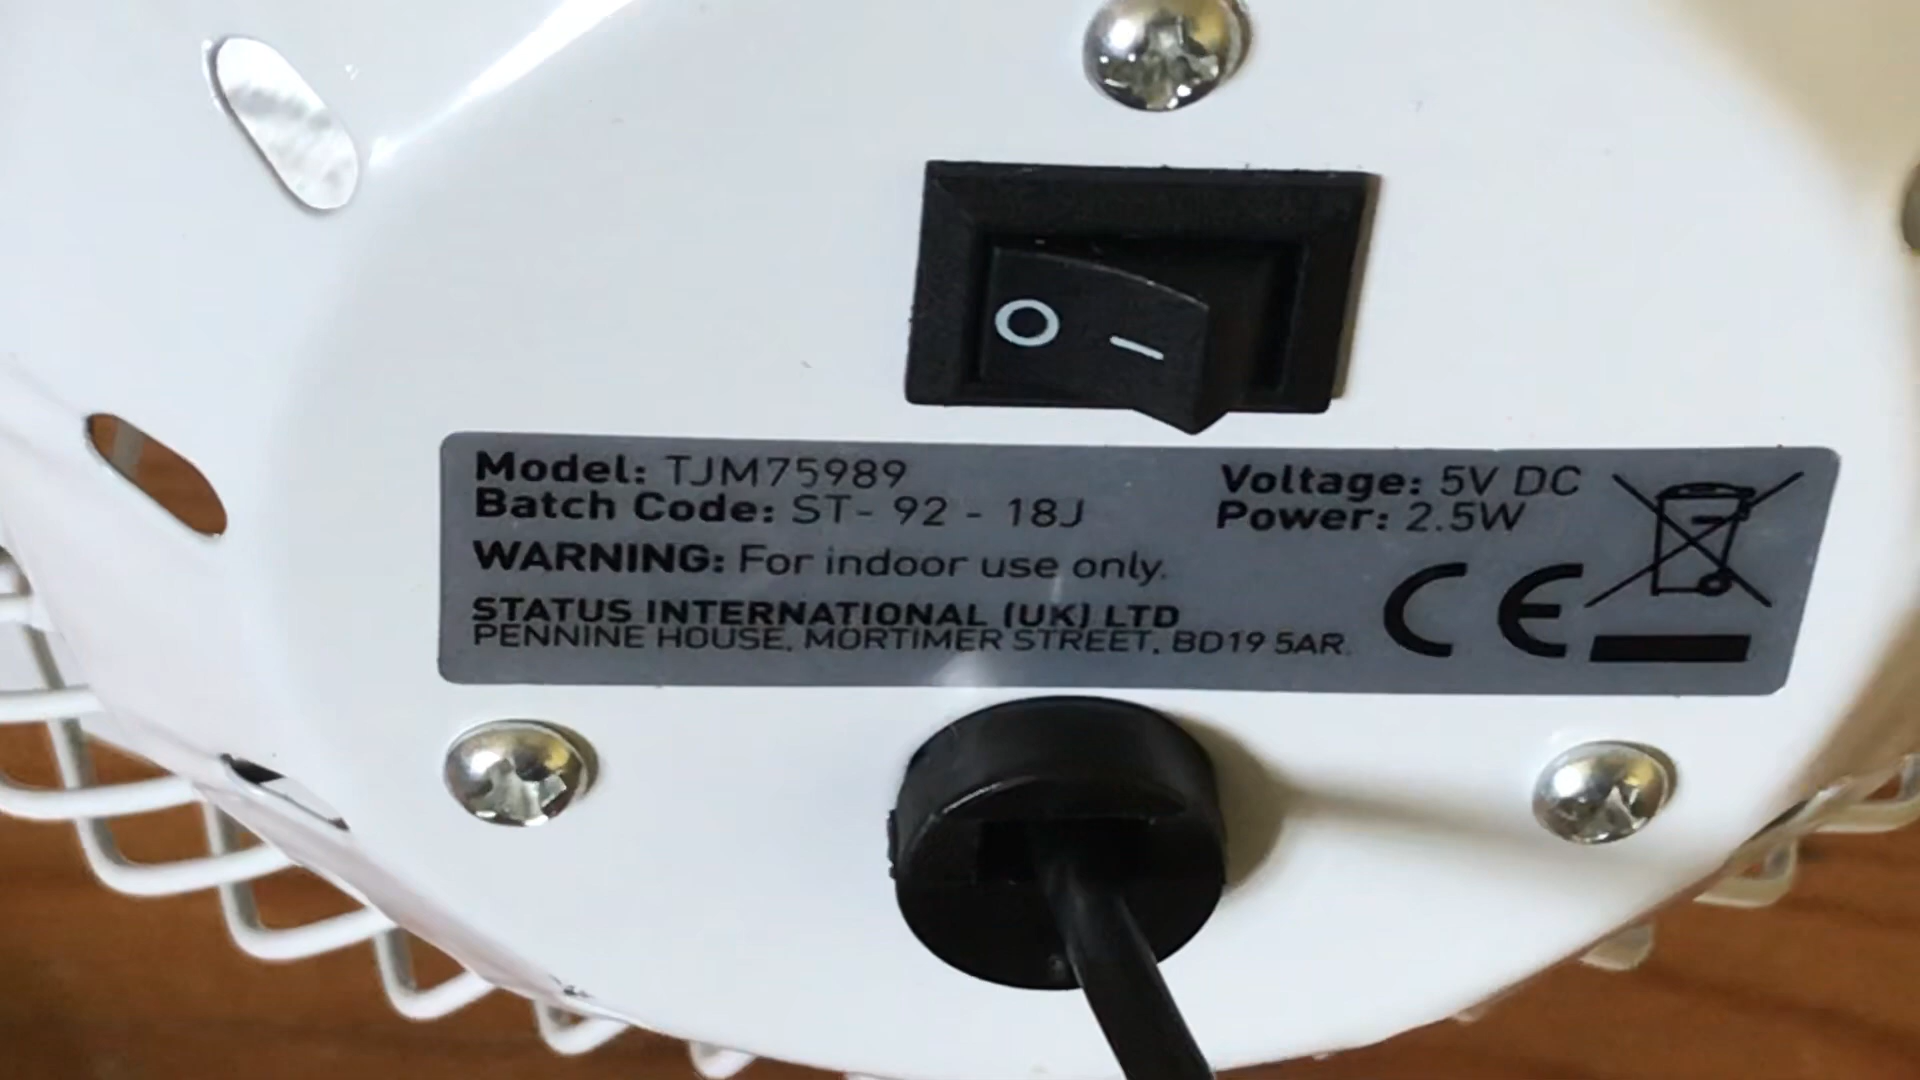 O I
Model: TJM75989
Batch Code: ST- 92 - 18J
WARNING: For indoor use only.
STATUS INTERNATIONAL (UK) LTD
PENNINE HOUSE, MORTIMER STREET, BD19 5AR.
Voltage: 5V DC
Power: 2.5W
CE